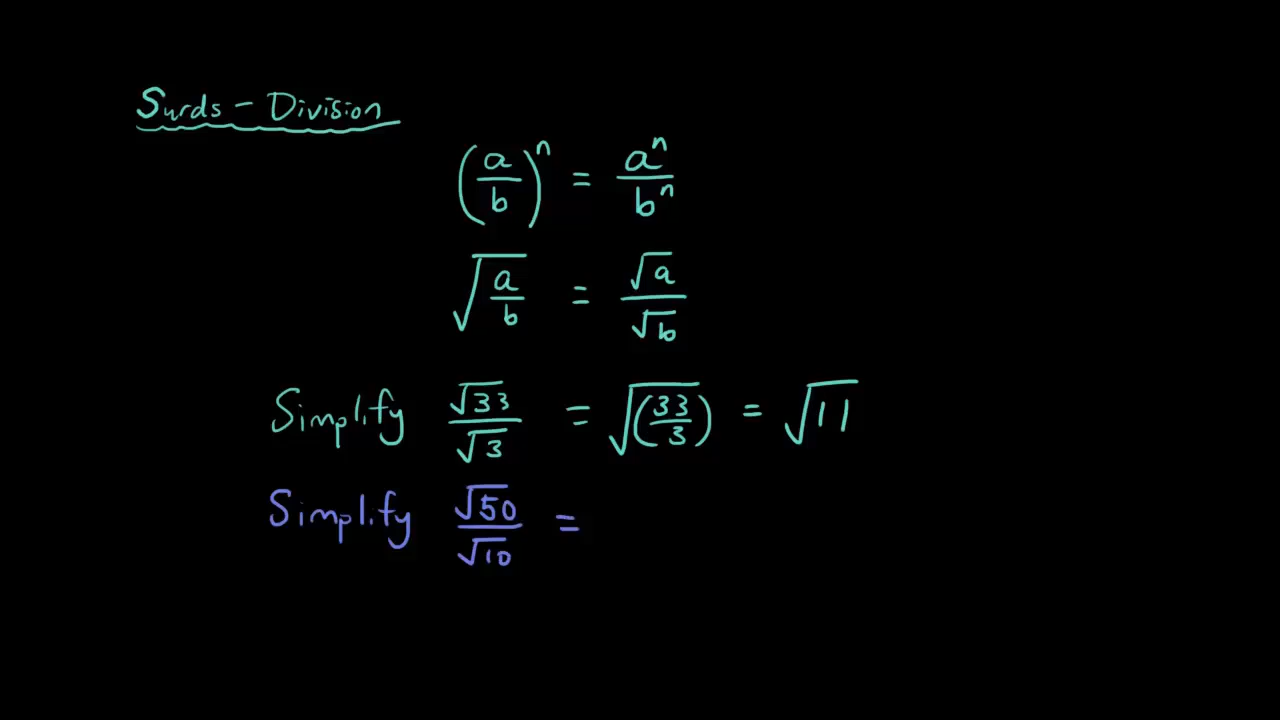 Surds - Division
(a/b)^n = a^n/b^n
√(a/b) = √a/√b
Simplify √33/√3 = √(33/3) = √11
Simplify √50/√10 =